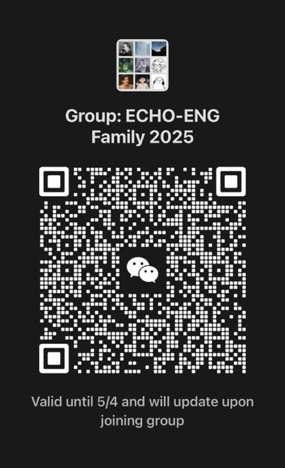 Group: ECHO-ENG
Family 2025
Valid until 5/4 and will update upon
joining group